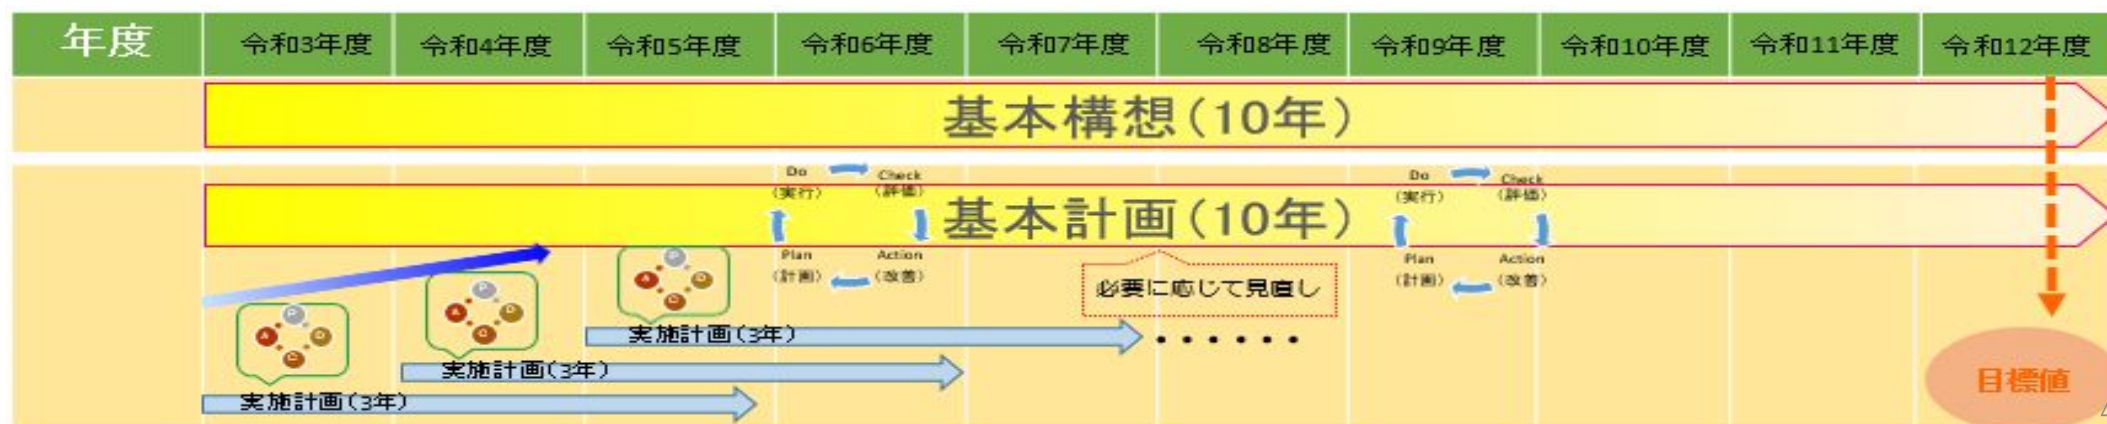 年度 令和3年度 令和4年度 令和5年度 令和6年度 令和7年度 令和8年度 令和9年度 令和10年度 令和11年度 令和12年度
基本構想(10年)
Do Check
(実行) (評価)
Do Check
(実行) (評価)
基本計画(10年)
Plan Action
(計画) (改善)
Plan Action
(計画) (改善)
必要に応じて見直し
P
A D
C
P
A D
C
P
A D
C
実施計画(3年)
・・・・・・
実施計画(3年)
実施計画(3年)
目標値